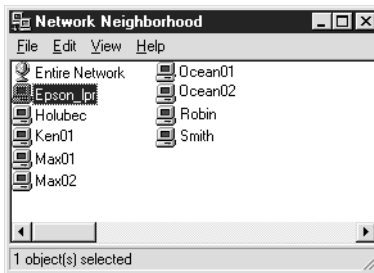 Network Neighborhood
File Edit View Help
Entire Network
Epson_lpr
Holubec
Ken01
Max01
Max02
Ocean01
Ocean02
Robin
Smith
1 object(s) selected